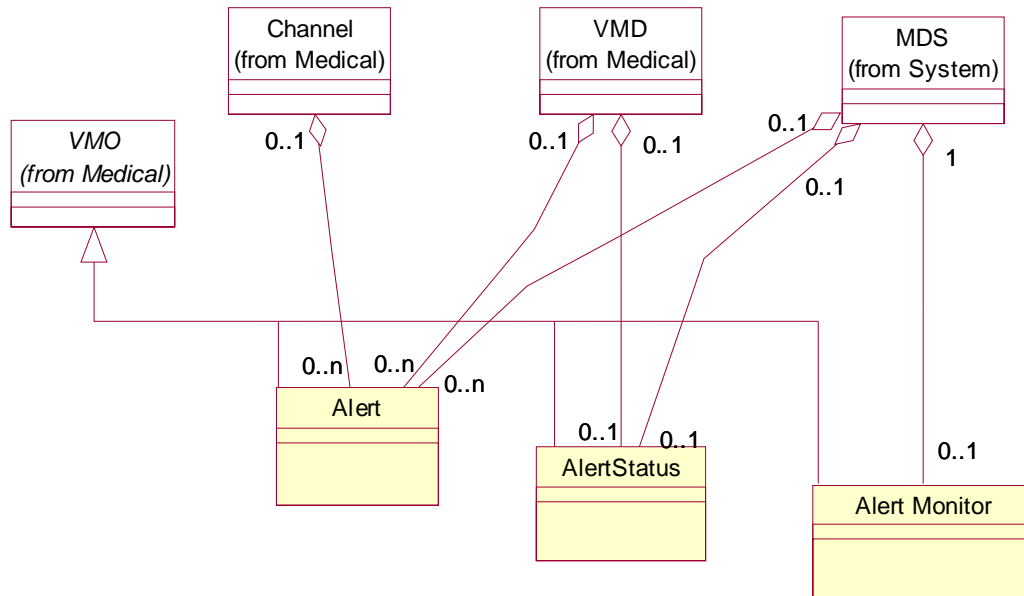 Channel
(from Medical)
VMD
(from Medical)
MDS
(from System)
VMO
(from Medical)
0..1
0..1
0..1
0..1
0..1
1
0..n
0..n
0..n
0..1
0..1
0..1
Alert
AlertStatus
Alert Monitor